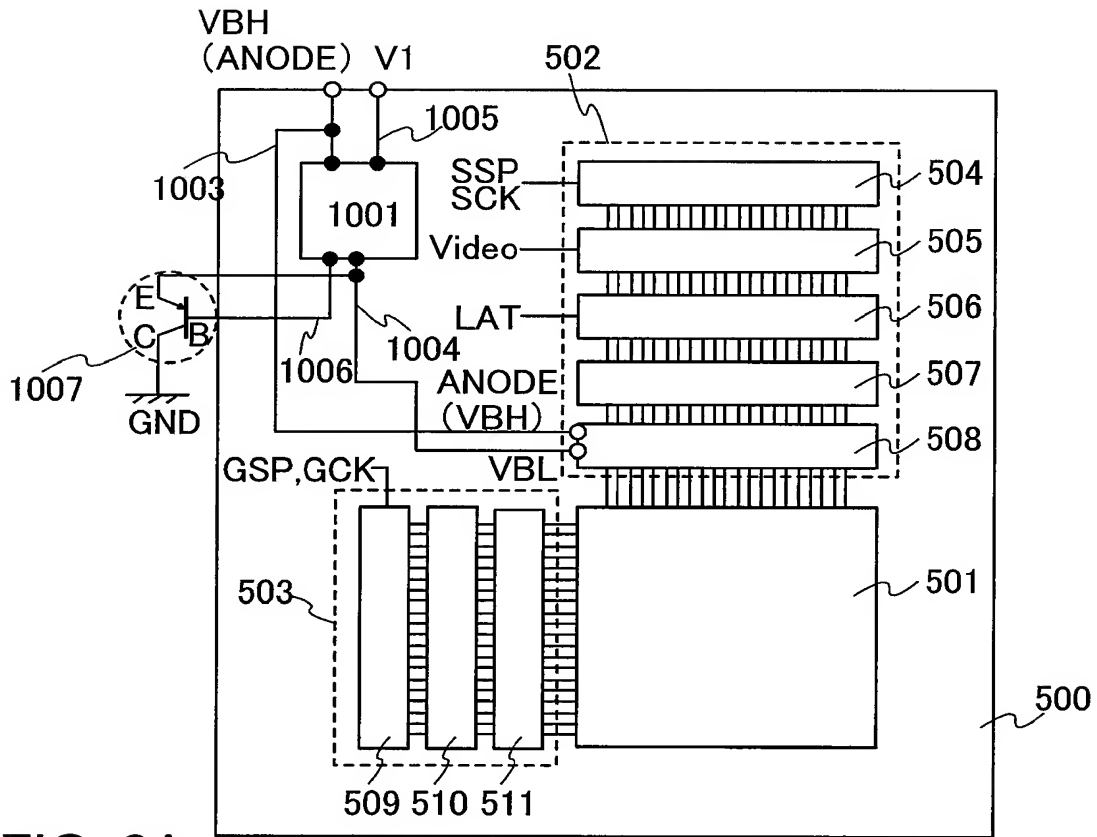 VBH
(ANODE) V1
502
1005
1003
SSP
SCK
504
1001
Video
505
E
C
B
LAT
506
1007
1006
1004
GND
ANODE
(VBH)
507
508
VBL
GSP,GCK
503
501
500
509 510 511